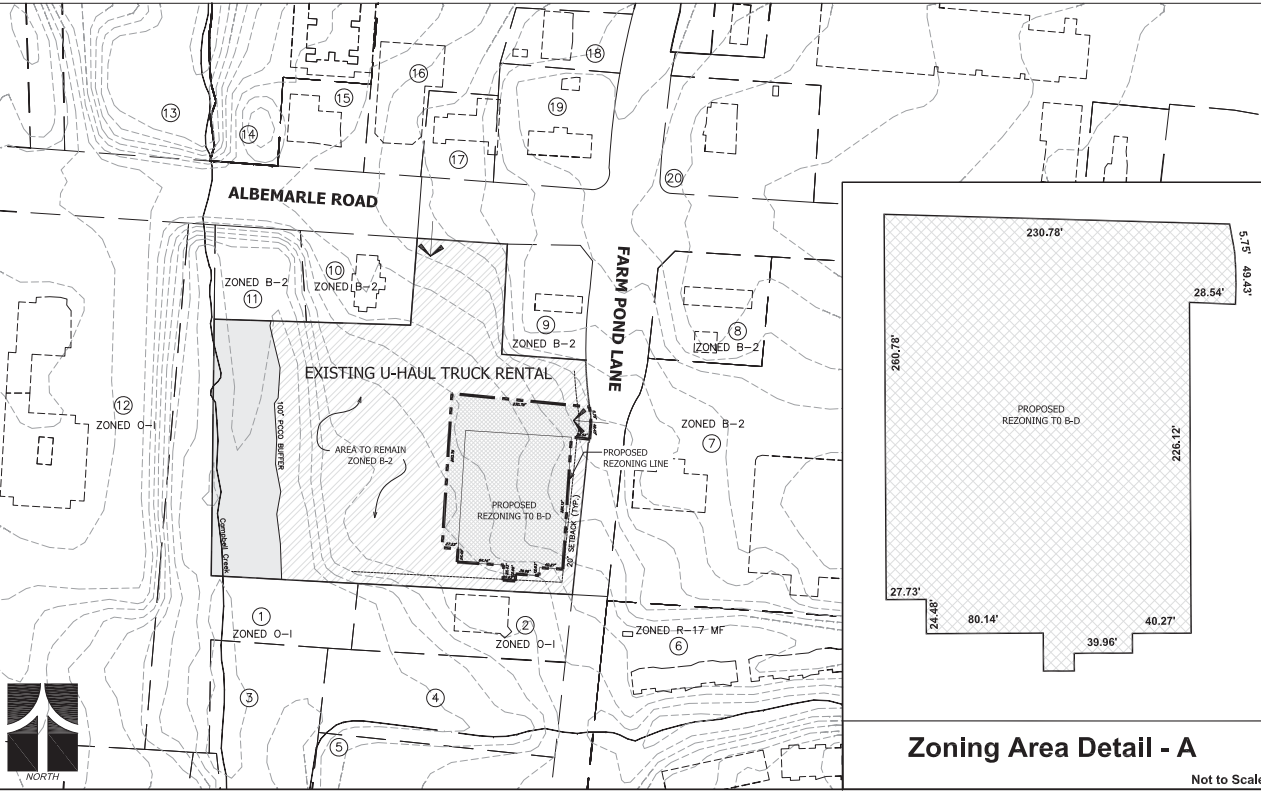 18
16
13
15
19
14
17
20
ALBEMARLE ROAD
FARM POND LANE
10
ZONED B-2
11
ZONED B-2
9
ZONED B-2
8
ZONED B-2
EXISTING U-HAUL TRUCK RENTAL
12
ZONED O-I
100' PCCO BUFFER
AREA TO REMAIN
ZONED B-2
ZONED B-2
7
PROPOSED
REZONING LINE
PROPOSED
REZONING T0 B-D
20' SETBACK (TYP.)
Campbell Creek
1
ZONED O-I
2
ZONED O-I
ZONED R-17 MF
6
3
4
5
NORTH
230.78'
5.75'
49.43'
28.54'
260.78'
PROPOSED
REZONING T0 B-D
226.12'
27.73'
24.48'
80.14'
40.27'
39.96'
Zoning Area Detail - A
Not to Scale